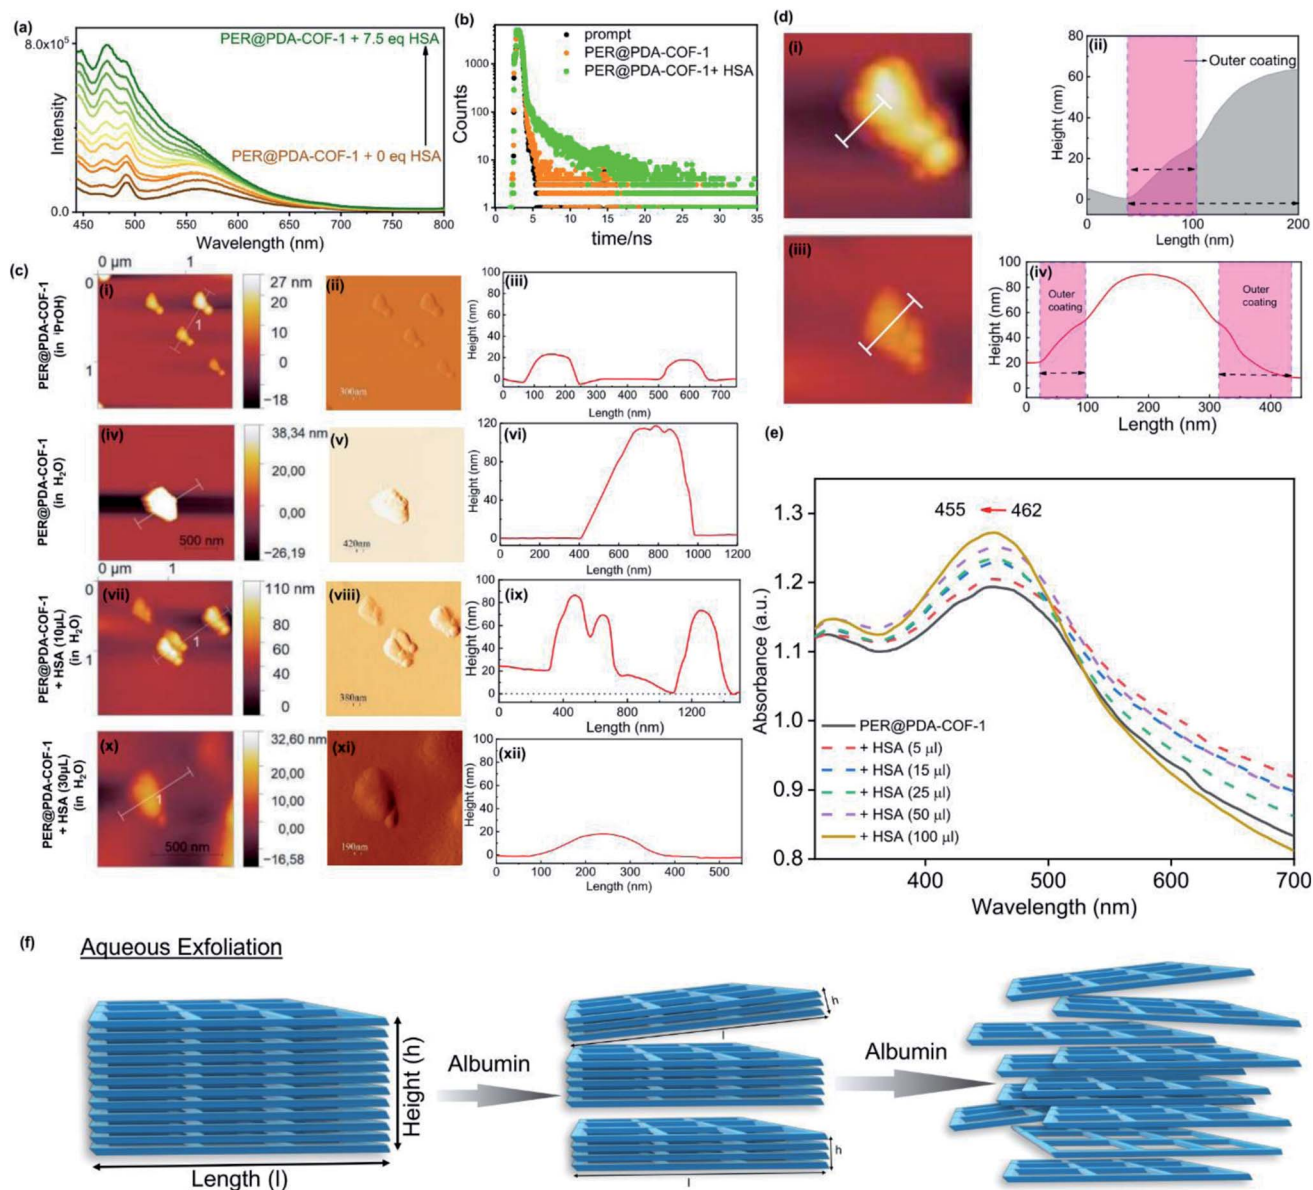 (a)
8.0x10⁵
PER@PDA-COF-1 + 7.5 eq HSA
PER@PDA-COF-1 + 0 eq HSA
Intensity
0.0
450 500 550 600 650 700 750 800
Wavelength (nm)
(b)
prompt
PER@PDA-COF-1
PER@PDA-COF-1+ HSA
Counts
1000
100
10
1
0 5 10 15 20 25 30 35
time/ns
(d)
(i)
(ii)
Outer coating
Height (nm)
80
60
40
20
0
0 100 200
Length (nm)
(iii)
(iv)
Outer
coating
Outer
coating
Height (nm)
100
80
60
40
20
0
0 100 200 300 400
Length (nm)
(c)
PER@PDA-COF-1
(in ⁱPrOH)
0 µm 1
0
1
(i)
1
27 nm
20
10
0
−18
(ii)
300nm
(iii)
Height (nm)
100
80
60
40
20
0
0 100 200 300 400 500 600 700
Length (nm)
PER@PDA-COF-1
(in H₂O)
(iv)
500 nm
38,34 nm
20,00
0,00
−26,19
(v)
420nm
(vi)
Height (nm)
120
80
40
0
0 200 400 600 800 1000 1200
Length (nm)
PER@PDA-COF-1
+ HSA (10µL)
(in H₂O)
0 µm 1
0
1
(vii)
1
110 nm
80
60
40
20
0
(viii)
380nm
(ix)
Height (nm)
100
80
60
40
20
0
0 400 800 1200
Length (nm)
PER@PDA-COF-1
+ HSA (30µL)
(in H₂O)
(x)
1
500 nm
32,60 nm
20,00
10,00
0,00
−16,58
(xi)
190nm
(xii)
Height (nm)
100
80
60
40
20
0
0 100 200 300 400 500
Length (nm)
(e)
455 462
Absorbance (a.u.)
1.3
1.2
1.1
1.0
0.9
0.8
PER@PDA-COF-1
+ HSA (5 µl)
+ HSA (15 µl)
+ HSA (25 µl)
+ HSA (50 µl)
+ HSA (100 µl)
400 500 600 700
Wavelength (nm)
(f)
Aqueous Exfoliation
Height (h)
Length (l)
Albumin
h
l
h
l
Albumin